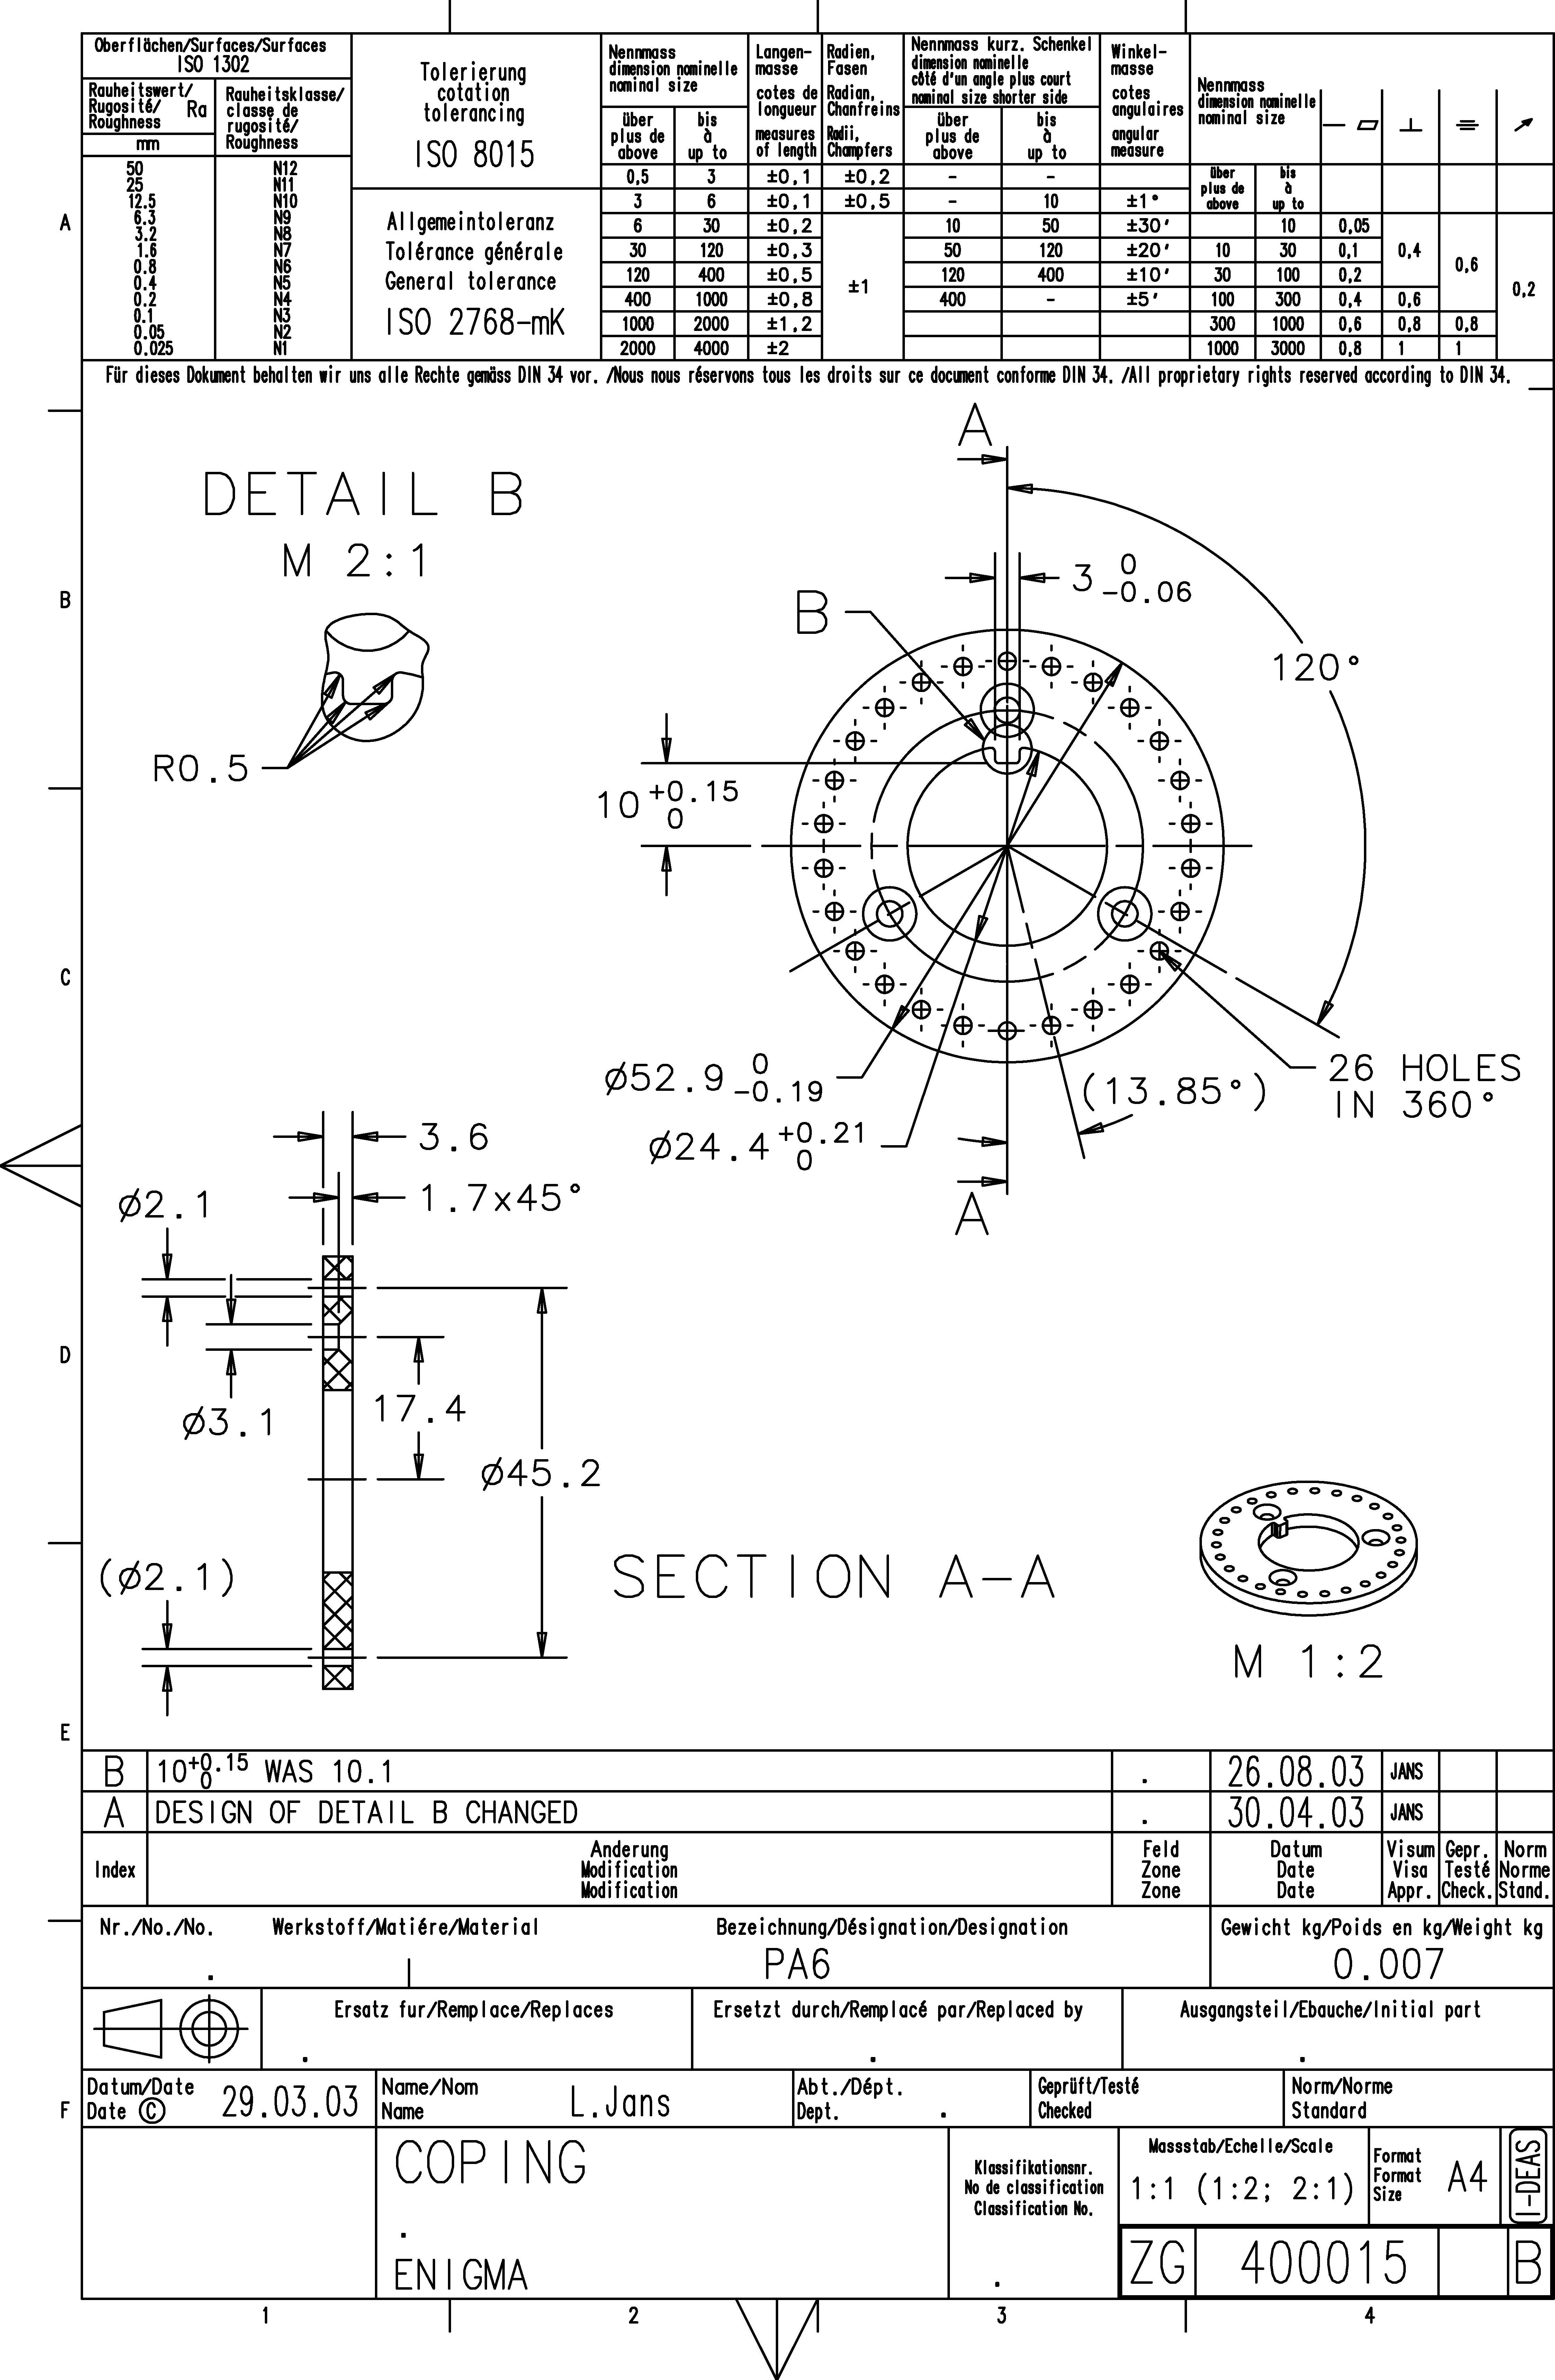 Oberflächen/Surfaces/Surfaces
ISO 1302
Rauheitswert/
Rugosité/ Ra
Roughness
mm
Rauheitsklasse/
classe de
rugosité/
Roughness
50 N12
25 N11
12.5 N10
6.3 N9
3.2 N8
1.6 N7
0.8 N6
0.4 N5
0.2 N4
0.1 N3
0.05 N2
0.025 N1
Tolerierung
cotation
tolerancing
ISO 8015
Allgemeintoleranz
Tolérance générale
General tolerance
ISO 2768-mK
Nennmass
dimension nominelle
nominal size
über
plus de
above
bis
à
up to
Langen-
masse
cotes de
longueur
measures
of length
Radien,
Fasen
Radian,
Chanfreins
Radii,
Champfers
Nennmass kurz. Schenkel
dimension nominelle
côté d'un angle plus court
nominal size shorter side
über
plus de
above
bis
à
up to
Winkel-
masse
cotes
angulaires
angular
measure
Nennmass
dimension nominelle
nominal size
über
plus de
above
bis
à
up to
0,5 3 ±0,1 ±0,2 - -
3 6 ±0,1 ±0,5 - 10 ±1°
6 30 ±0,2 10 50 ±30' 10 0,05
30 120 ±0,3 50 120 ±20' 10 30 0,1 0,4
120 400 ±0,5 ±1 120 400 ±10' 30 100 0,2 0,6 0,2
400 1000 ±0,8 400 - ±5' 100 300 0,4 0,6
1000 2000 ±1,2 300 1000 0,6 0,8 0,8
2000 4000 ±2 1000 3000 0,8 1 1
Für dieses Dokument behalten wir uns alle Rechte gemäss DIN 34 vor. /Nous nous réservons tous les droits sur ce document conforme DIN 34. /All proprietary rights reserved according to DIN 34.
A
B
C
D
E
F
DETAIL B
M 2:1
R0.5
A
3 0 -0.06
B
120°
10 +0.15 0
Ø52.9 0 -0.19
Ø24.4 +0.21 0
(13.85°)
26 HOLES
IN 360°
A
3.6
1.7x45°
Ø2.1
Ø3.1
17.4
Ø45.2
(Ø2.1)
SECTION A-A
M 1:2
B 10+0.15 0 WAS 10.1 . 26.08.03 JANS
A DESIGN OF DETAIL B CHANGED . 30.04.03 JANS
Index
Anderung
Modification
Modification
Feld
Zone
Zone
Datum
Date
Date
Visum
Visa
Appr.
Gepr.
Testé
Check.
Norm
Norme
Stand.
Nr./No./No. Werkstoff/Matiére/Material Bezeichnung/Désignation/Designation Gewicht kg/Poids en kg/Weight kg
. PA6 0.007
Ersatz fur/Remplace/Replaces Ersetzt durch/Remplacé par/Replaced by Ausgangsteil/Ebauche/Initial part
. . .
Datum/Date
Date © 29.03.03
Name/Nom
Name L.Jans
Abt./Dépt.
Dept. .
Geprüft/Testé
Checked
Norm/Norme
Standard
COPING
.
ENIGMA
Klassifikationsnr.
No de classification
Classification No.
.
Massstab/Echelle/Scale
1:1 (1:2; 2:1)
Format
Format
Size
A4
I-DEAS
ZG 400015 B
1 2 3 4